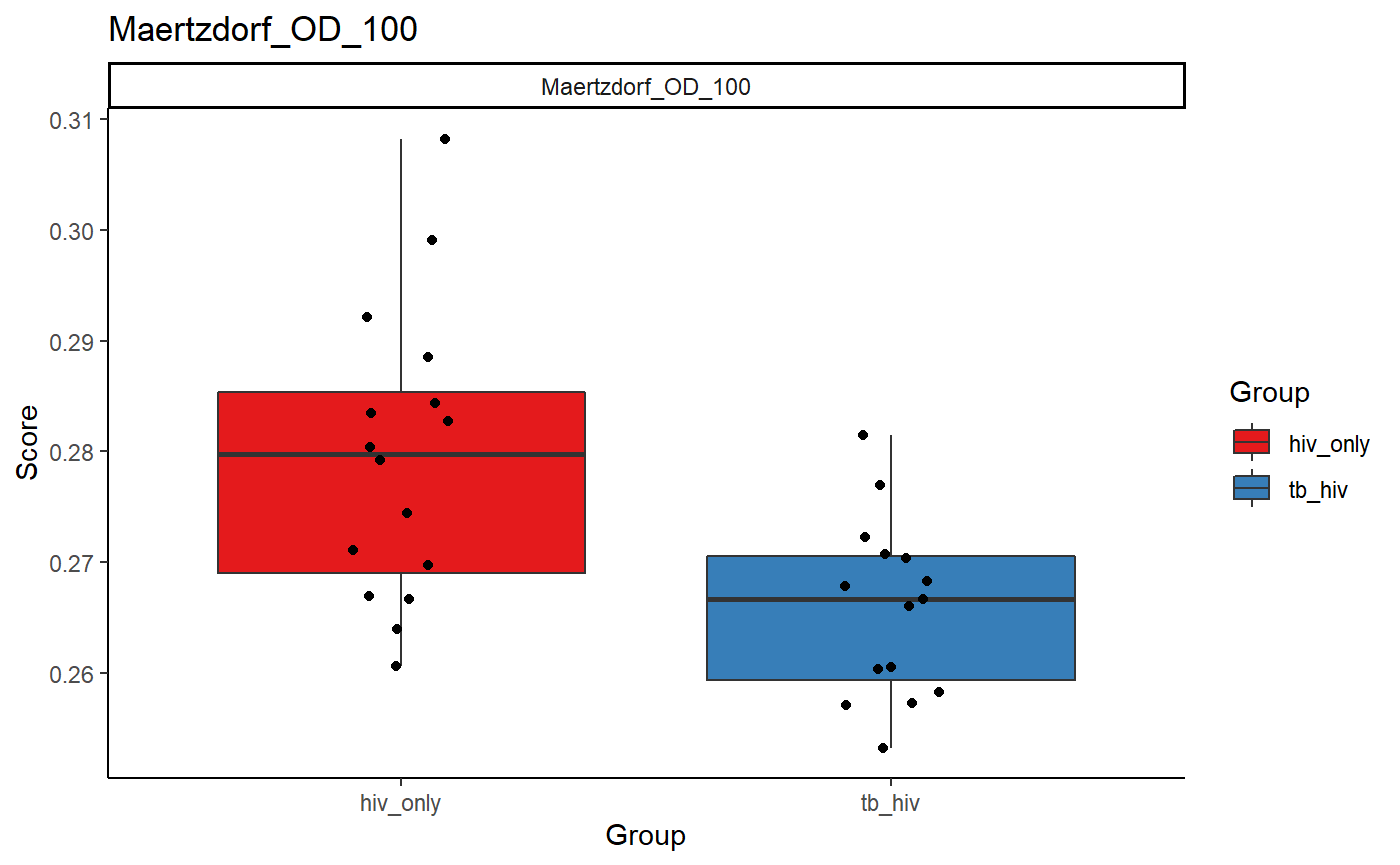 Maertzdorf_OD_100
Maertzdorf_OD_100
0.31
0.30
0.29
0.28
0.27
0.26
Score
hiv_only
tb_hiv
Group
Group
hiv_only
tb_hiv